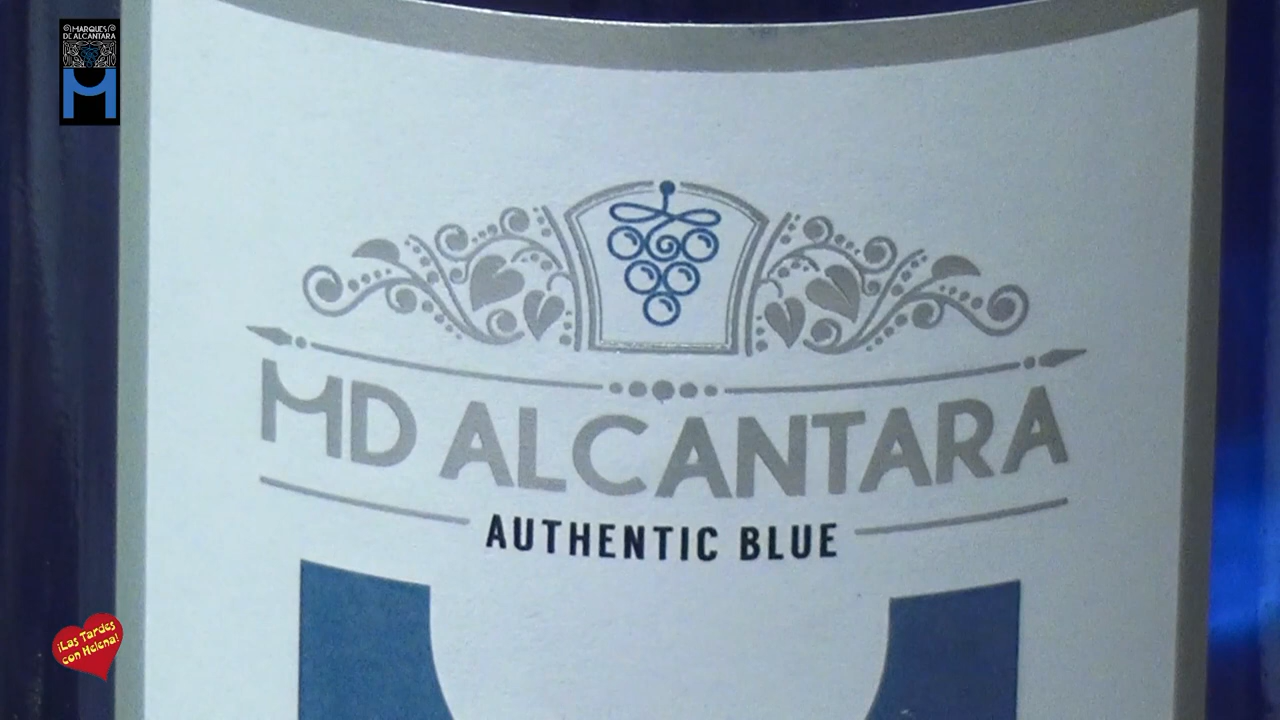 MARQUES
DE ALCANTARA
MD ALCANTARA
AUTHENTIC BLUE
¡Las Tardes
con Helena!